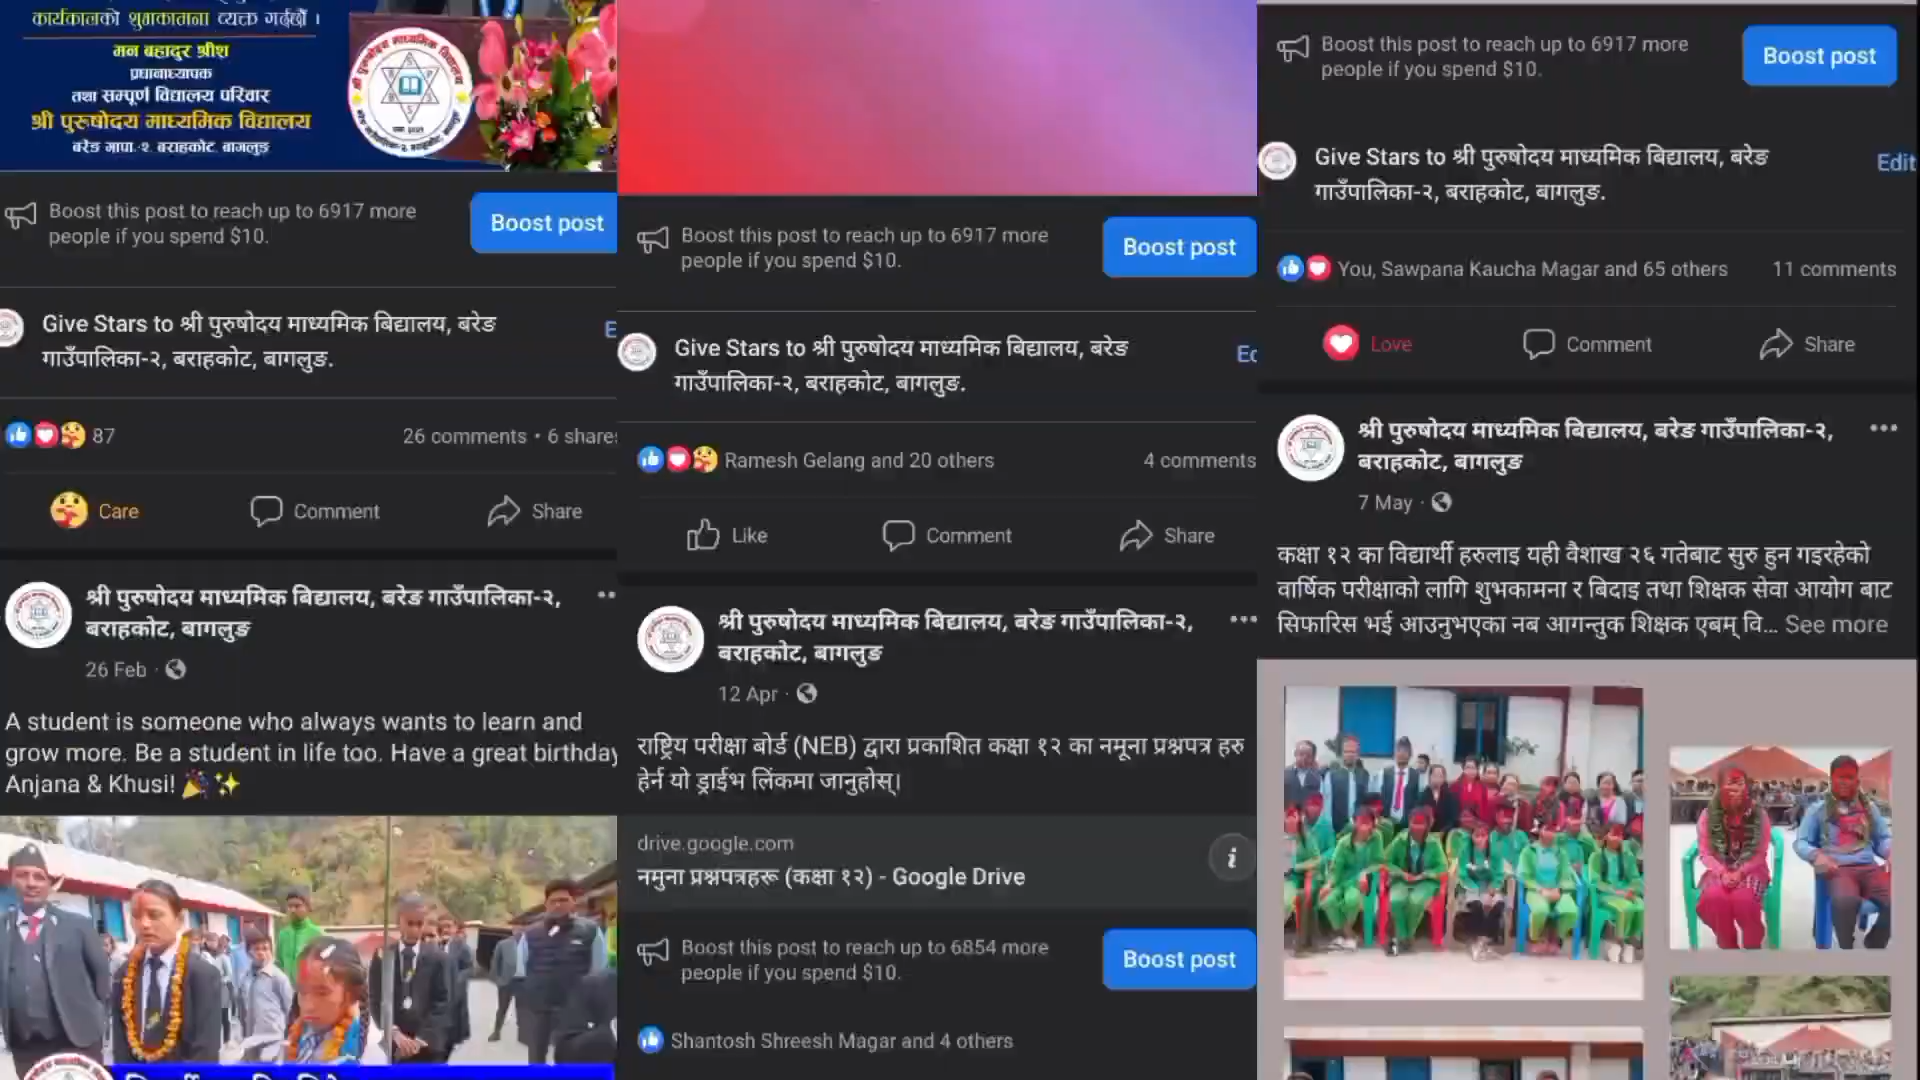 कार्यकालको शुभकामना व्यक्त गर्दछौं ।
मन बहादुर श्रीश
प्रधानाध्यापक
तथा सम्पूर्ण विद्यालय परिवार
श्री पुरुषोदय माध्यमिक विद्यालय
बरेङ गापा.-२, बराहकोट, बागलुङ
Boost this post to reach up to 6917 more
people if you spend $10.
Boost post
Give Stars to श्री पुरुषोदय माध्यमिक बिद्यालय, बरेङ
गाउँपालिका-२, बराहकोट, बागलुङ.
87
26 comments • 6 shares
Care
Comment
Share
श्री पुरुषोदय माध्यमिक बिद्यालय, बरेङ गाउँपालिका-२,
बराहकोट, बागलुङ
26 Feb ·
A student is someone who always wants to learn and
grow more. Be a student in life too. Have a great birthday
Anjana & Khusi! 🎉✨
Boost this post to reach up to 6917 more
people if you spend $10.
Boost post
Give Stars to श्री पुरुषोदय माध्यमिक बिद्यालय, बरेङ
गाउँपालिका-२, बराहकोट, बागलुङ.
Ed
Ramesh Gelang and 20 others
4 comments
Like
Comment
Share
श्री पुरुषोदय माध्यमिक बिद्यालय, बरेङ गाउँपालिका-२,
बराहकोट, बागलुङ
12 Apr ·
राष्ट्रिय परीक्षा बोर्ड (NEB) द्वारा प्रकाशित कक्षा १२ का नमूना प्रश्नपत्र हरु
हेर्न यो ड्राईभ लिंकमा जानुहोस्।
drive.google.com
नमुना प्रश्नपत्रहरू (कक्षा १२) - Google Drive
Boost this post to reach up to 6854 more
people if you spend $10.
Boost post
Shantosh Shreesh Magar and 4 others
Boost this post to reach up to 6917 more
people if you spend $10.
Boost post
Give Stars to श्री पुरुषोदय माध्यमिक बिद्यालय, बरेङ
गाउँपालिका-२, बराहकोट, बागलुङ.
Edit
You, Sawpana Kaucha Magar and 65 others
11 comments
Love
Comment
Share
श्री पुरुषोदय माध्यमिक बिद्यालय, बरेङ गाउँपालिका-२,
बराहकोट, बागलुङ
7 May ·
कक्षा १२ का विद्यार्थी हरुलाइ यही वैशाख २६ गतेबाट सुरु हुन गइरहेको
वार्षिक परीक्षाको लागि शुभकामना र बिदाइ तथा शिक्षक सेवा आयोग बाट
सिफारिस भई आउनुभएका नब आगन्तुक शिक्षक एबम् वि... See more